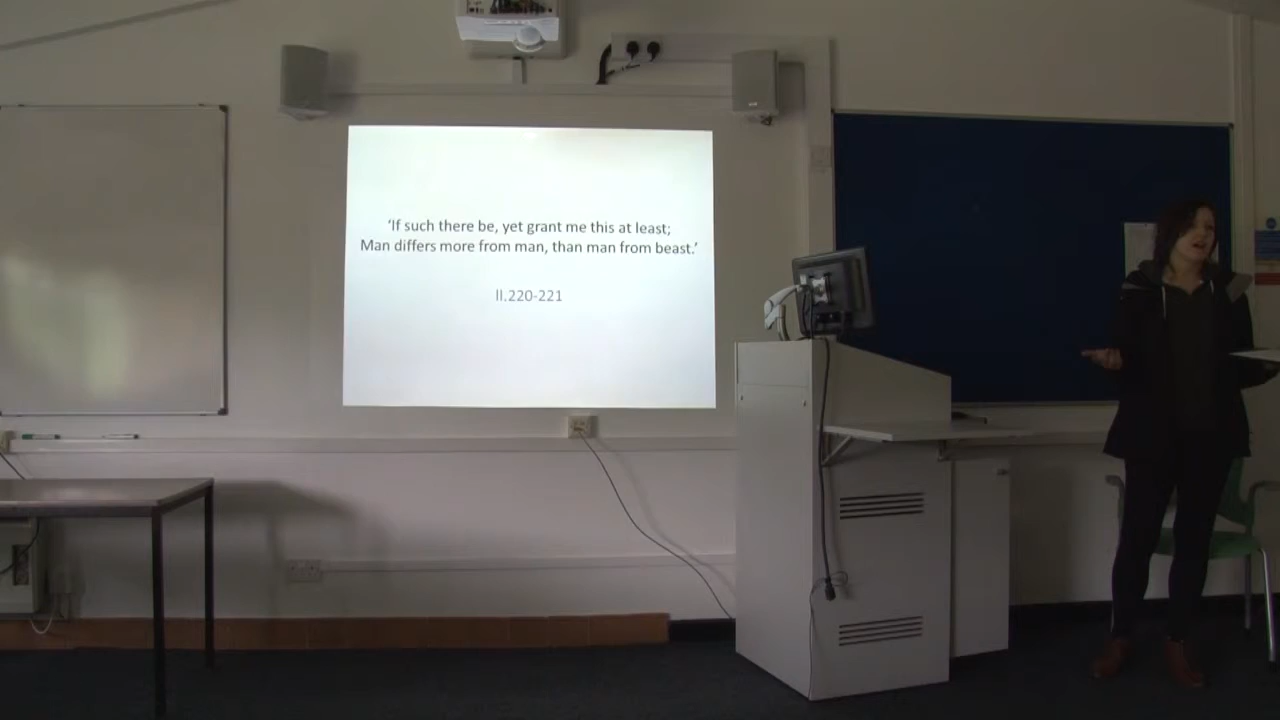 ‘If such there be, yet grant me this at least;
Man differs more from man, than man from beast.’
ll.220-221